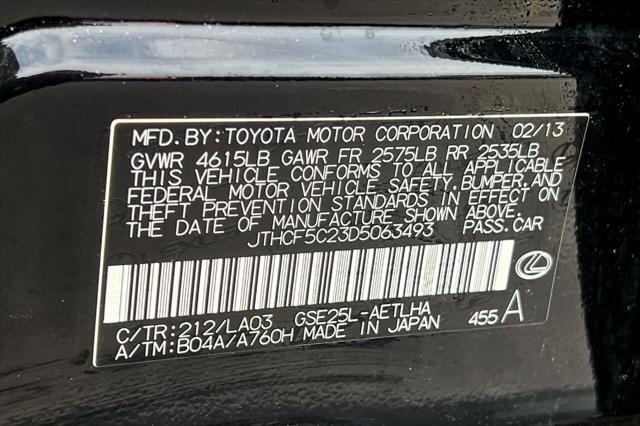 MFD.BY:TOYOTA MOTOR CORPORATION 02/13
GVWR 4615LB GAWR FR 2575LB RR 2535LB
THIS VEHICLE CONFORMS TO ALL APPLICABLE
FEDERAL MOTOR VEHICLE SAFETY,BUMPER,AND
THEFT PREVENTION STANDARDS IN EFFECT ON
THE DATE OF MANUFACTURE SHOWN ABOVE.
JTHCF5C23D5063493 PASS.CAR
C/TR:212/LA03 GSE25L-AETLHA
A/TM:B04A/A760H MADE IN JAPAN 455 A